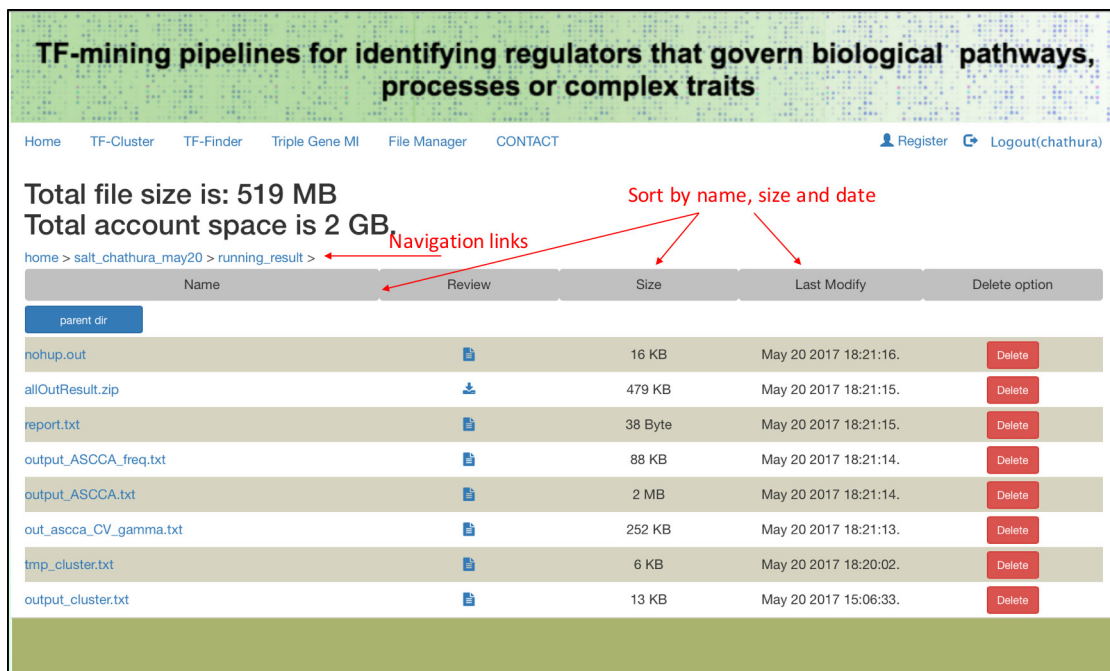 TF-mining pipelines for identifying regulators that govern biological pathways,
processes or complex traits
Home TF-Cluster TF-Finder Triple Gene MI File Manager CONTACT Register Logout(chathura)
Total file size is: 519 MB
Sort by name, size and date
Total account space is 2 GB.
Navigation links
home > salt_chathura_may20 > running_result >
Name Review Size Last Modify Delete option
parent dir
nohup.out 16 KB May 20 2017 18:21:16. Delete
allOutResult.zip 479 KB May 20 2017 18:21:15. Delete
report.txt 38 Byte May 20 2017 18:21:15. Delete
output_ASCCA_freq.txt 88 KB May 20 2017 18:21:14. Delete
output_ASCCA.txt 2 MB May 20 2017 18:21:14. Delete
out_ascca_CV_gamma.txt 252 KB May 20 2017 18:21:13. Delete
tmp_cluster.txt 6 KB May 20 2017 18:20:02. Delete
output_cluster.txt 13 KB May 20 2017 15:06:33. Delete